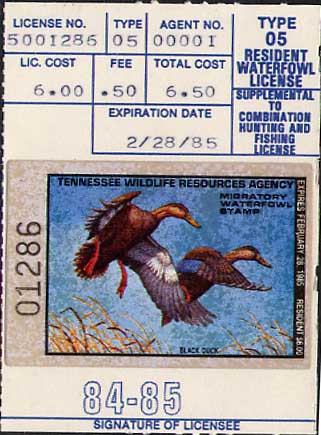 LICENSE NO. TYPE AGENT NO.
5001286 05 00001
LIC. COST FEE TOTAL COST
6.00 .50 6.50
EXPIRATION DATE
2/28/85
TYPE
05
RESIDENT
WATERFOWL
LICENSE
SUPPLEMENTAL
TO
COMBINATION
HUNTING AND
FISHING
LICENSE
TENNESSEE WILDLIFE RESOURCES AGENCY
MIGRATORY
WATERFOWL
STAMP
EXPIRES FEBRUARY 28, 1985 RESIDENT $6.00
01286
BLACK DUCK
84-85
SIGNATURE OF LICENSEE